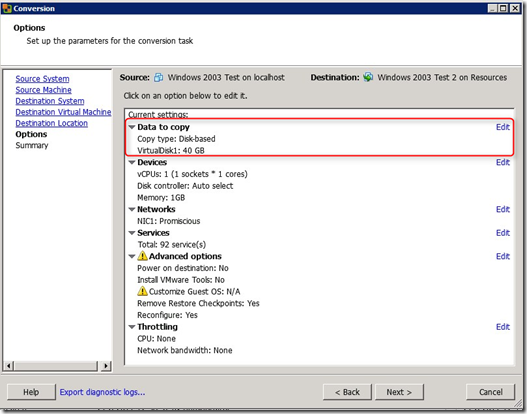 Conversion
Options
Set up the parameters for the conversion task
Source System
Source Machine
Destination System
Destination Virtual Machine
Destination Location
Options
Summary
Source: Windows 2003 Test on localhost Destination: Windows 2003 Test 2 on Resources
Click on an option below to edit it.
Current settings:
Data to copy Edit
Copy type: Disk-based
VirtualDisk1: 40 GB
Devices Edit
vCPUs: 1 (1 sockets * 1 cores)
Disk controller: Auto select
Memory: 1GB
Networks Edit
NIC1: Promiscious
Services Edit
Total: 92 service(s)
Advanced options Edit
Power on destination: No
Install VMware Tools: No
Customize Guest OS: N/A
Remove Restore Checkpoints: Yes
Reconfigure: Yes
Throttling Edit
CPU: None
Network bandwidth: None
Help Export diagnostic logs... < Back Next > Cancel